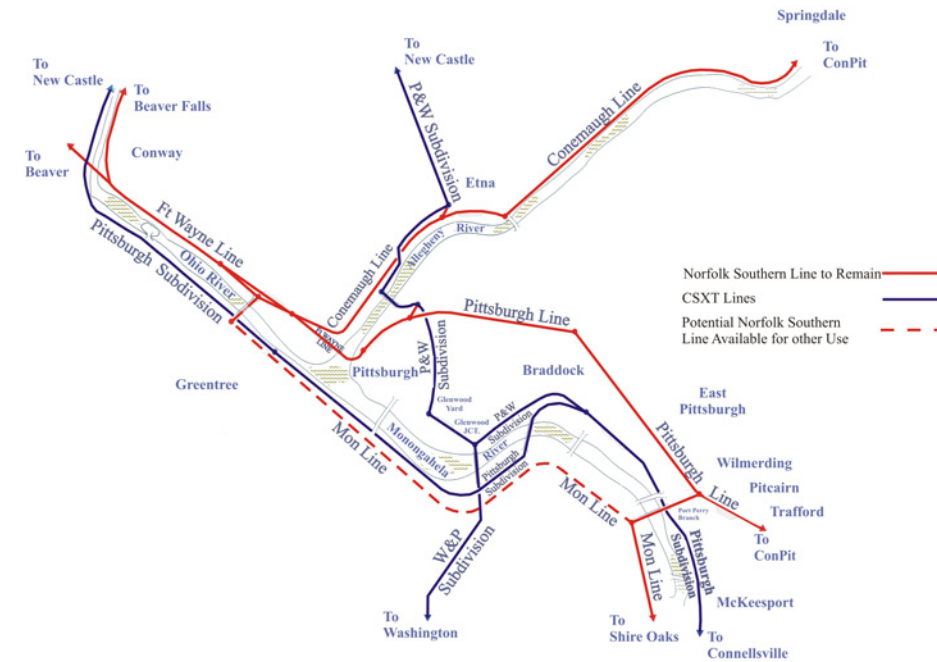 Springdale
To
ConPit
To
New Castle
To
New Castle
To
Beaver Falls
To
Beaver
Conway
P&W Subdivision
Etna
Conemaugh Line
Ft Wayne Line
Ohio River
Pittsburgh Subdivision
Conemaugh Line
Allegheny
River
Norfolk Southern Line to Remain
CSXT Lines
Potential Norfolk Southern
Line Available for other Use
Pittsburgh Line
WAYNE
LINE
P&W
Subdivision
Pittsburgh
Greentree
Braddock
East
Pittsburgh
Glenwood
Yard
Glenwood
JCT.
P&W
Subdivision
Monongahela
River
Pittsburgh
Subdivision
Mon Line
Mon Line
Pittsburgh
Line
Wilmerding
Pitcairn
Trafford
Port Perry
Branch
To
ConPit
W&P
Subdivision
Mon Line
Pittsburgh
Subdivision
McKeesport
To
Washington
To
Shire Oaks
To
Connellsville